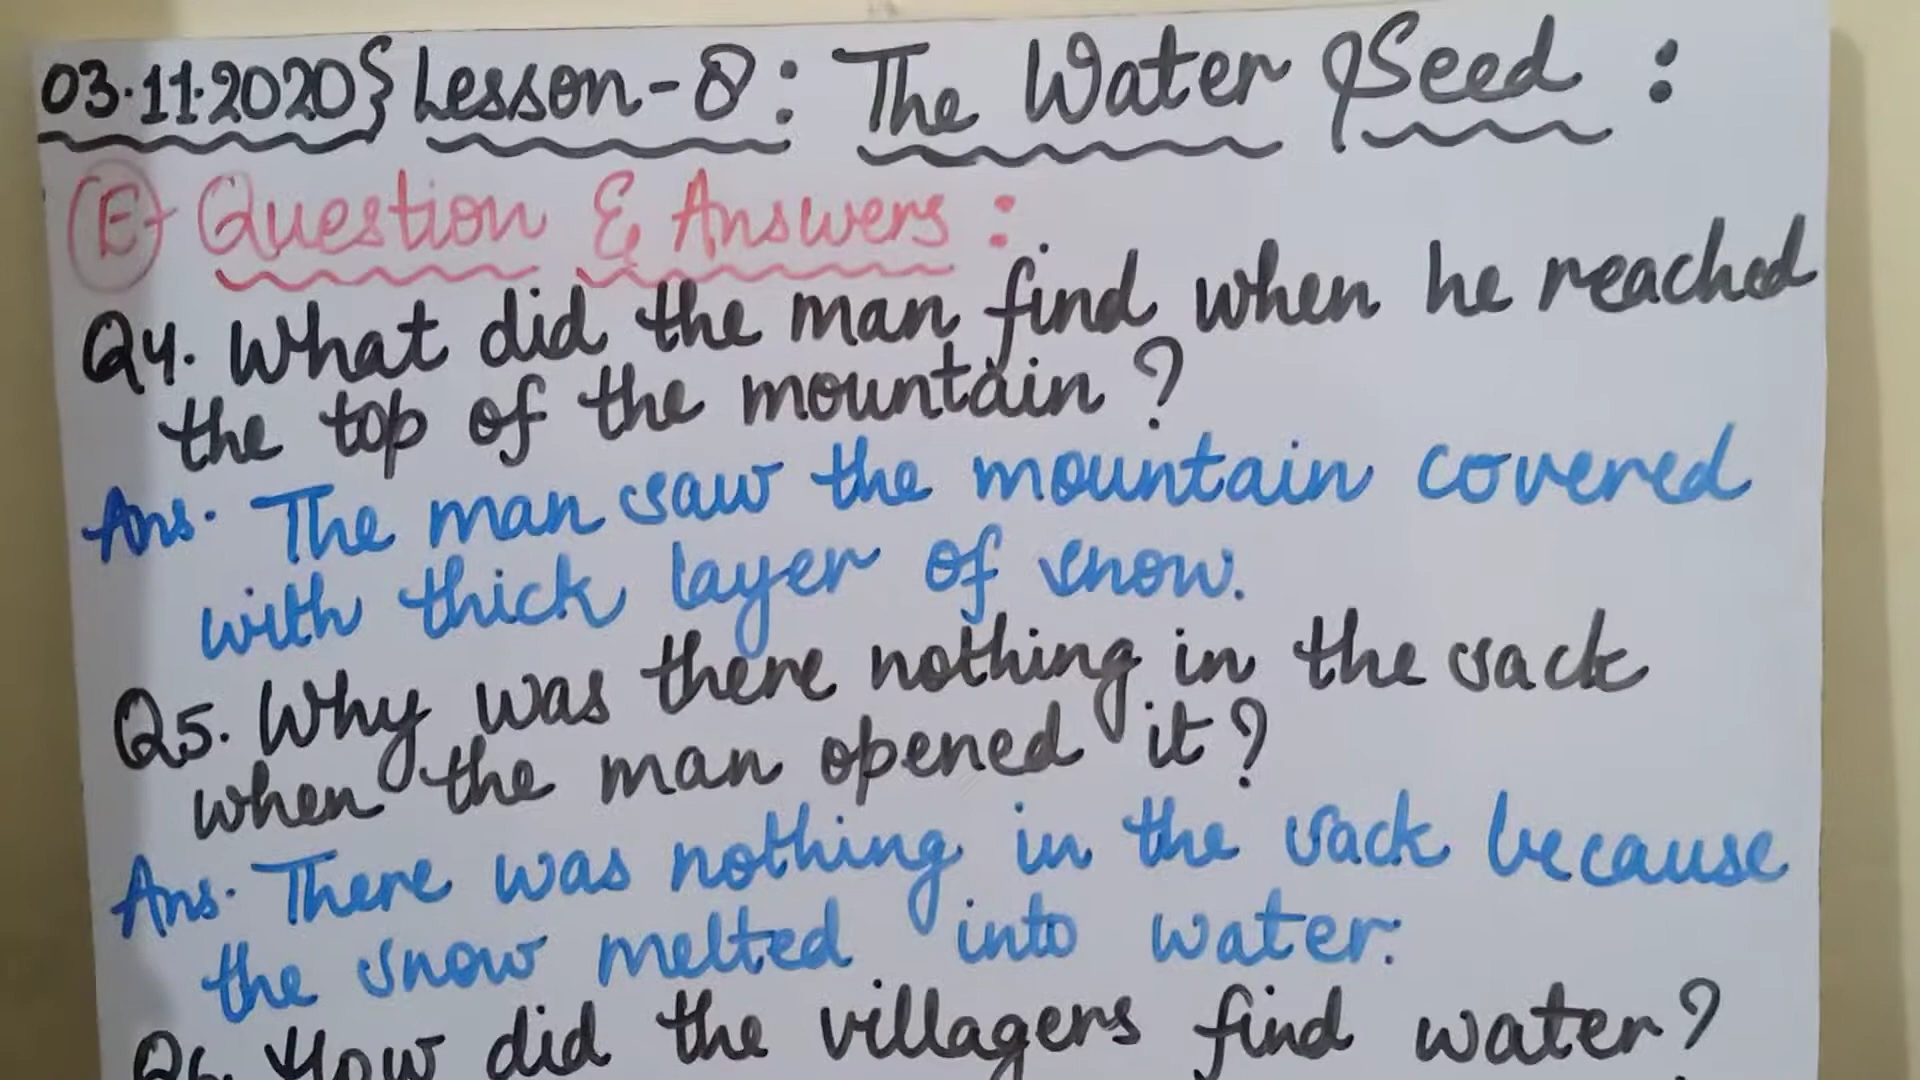 03.11.2020} Lesson-8: The Water Seed :
(E) Question & Answers :
Q4. What did the man find when he reached
the top of the mountain ?
Ans. The man saw the mountain covered
with thick layer of snow.
Q5. Why was there nothing in the sack
when the man opened it ?
Ans. There was nothing in the sack because
the snow melted into water.
Q6. How did the villagers find water ?